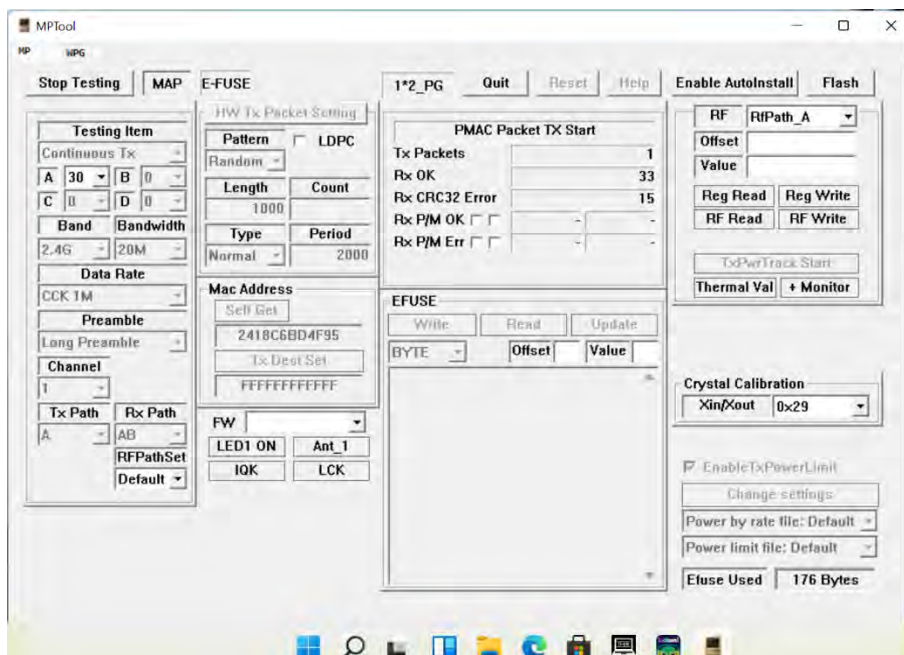 MPTool
MP WPG
Stop Testing MAP E-FUSE 1*2_PG Quit Reset Help Enable AutoInstall Flash
Testing Item
Continuous Tx
A 30 B 0
C 0 D 0
Band Bandwidth
2.4G 20M
Data Rate
CCK 1M
Preamble
Long Preamble
Channel
1
Tx Path Rx Path
A AB
RFPathSet
Default
HW Tx Packet Setting
Pattern LDPC
Random
Length Count
1000
Type Period
Normal 2000
Mac Address
Self Get
2418C6BD4F95
Tx Dest Set
FFFFFFFFFFFF
FW
LED1 ON Ant_1
IQK LCK
PMAC Packet TX Start
Tx Packets 1
Rx OK 33
Rx CRC32 Error 15
Rx P/M OK - -
Rx P/M Err - -
EFUSE
Write Read Update
BYTE Offset Value
RF RfPath_A
Offset
Value
Reg Read Reg Write
RF Read RF Write
TxPwrTrack Start
Thermal Val + Monitor
Crystal Calibration
Xin/Xout 0x29
EnableTxPowerLimit
Change settings
Power by rate file: Default
Power limit file: Default
Efuse Used 176 Bytes